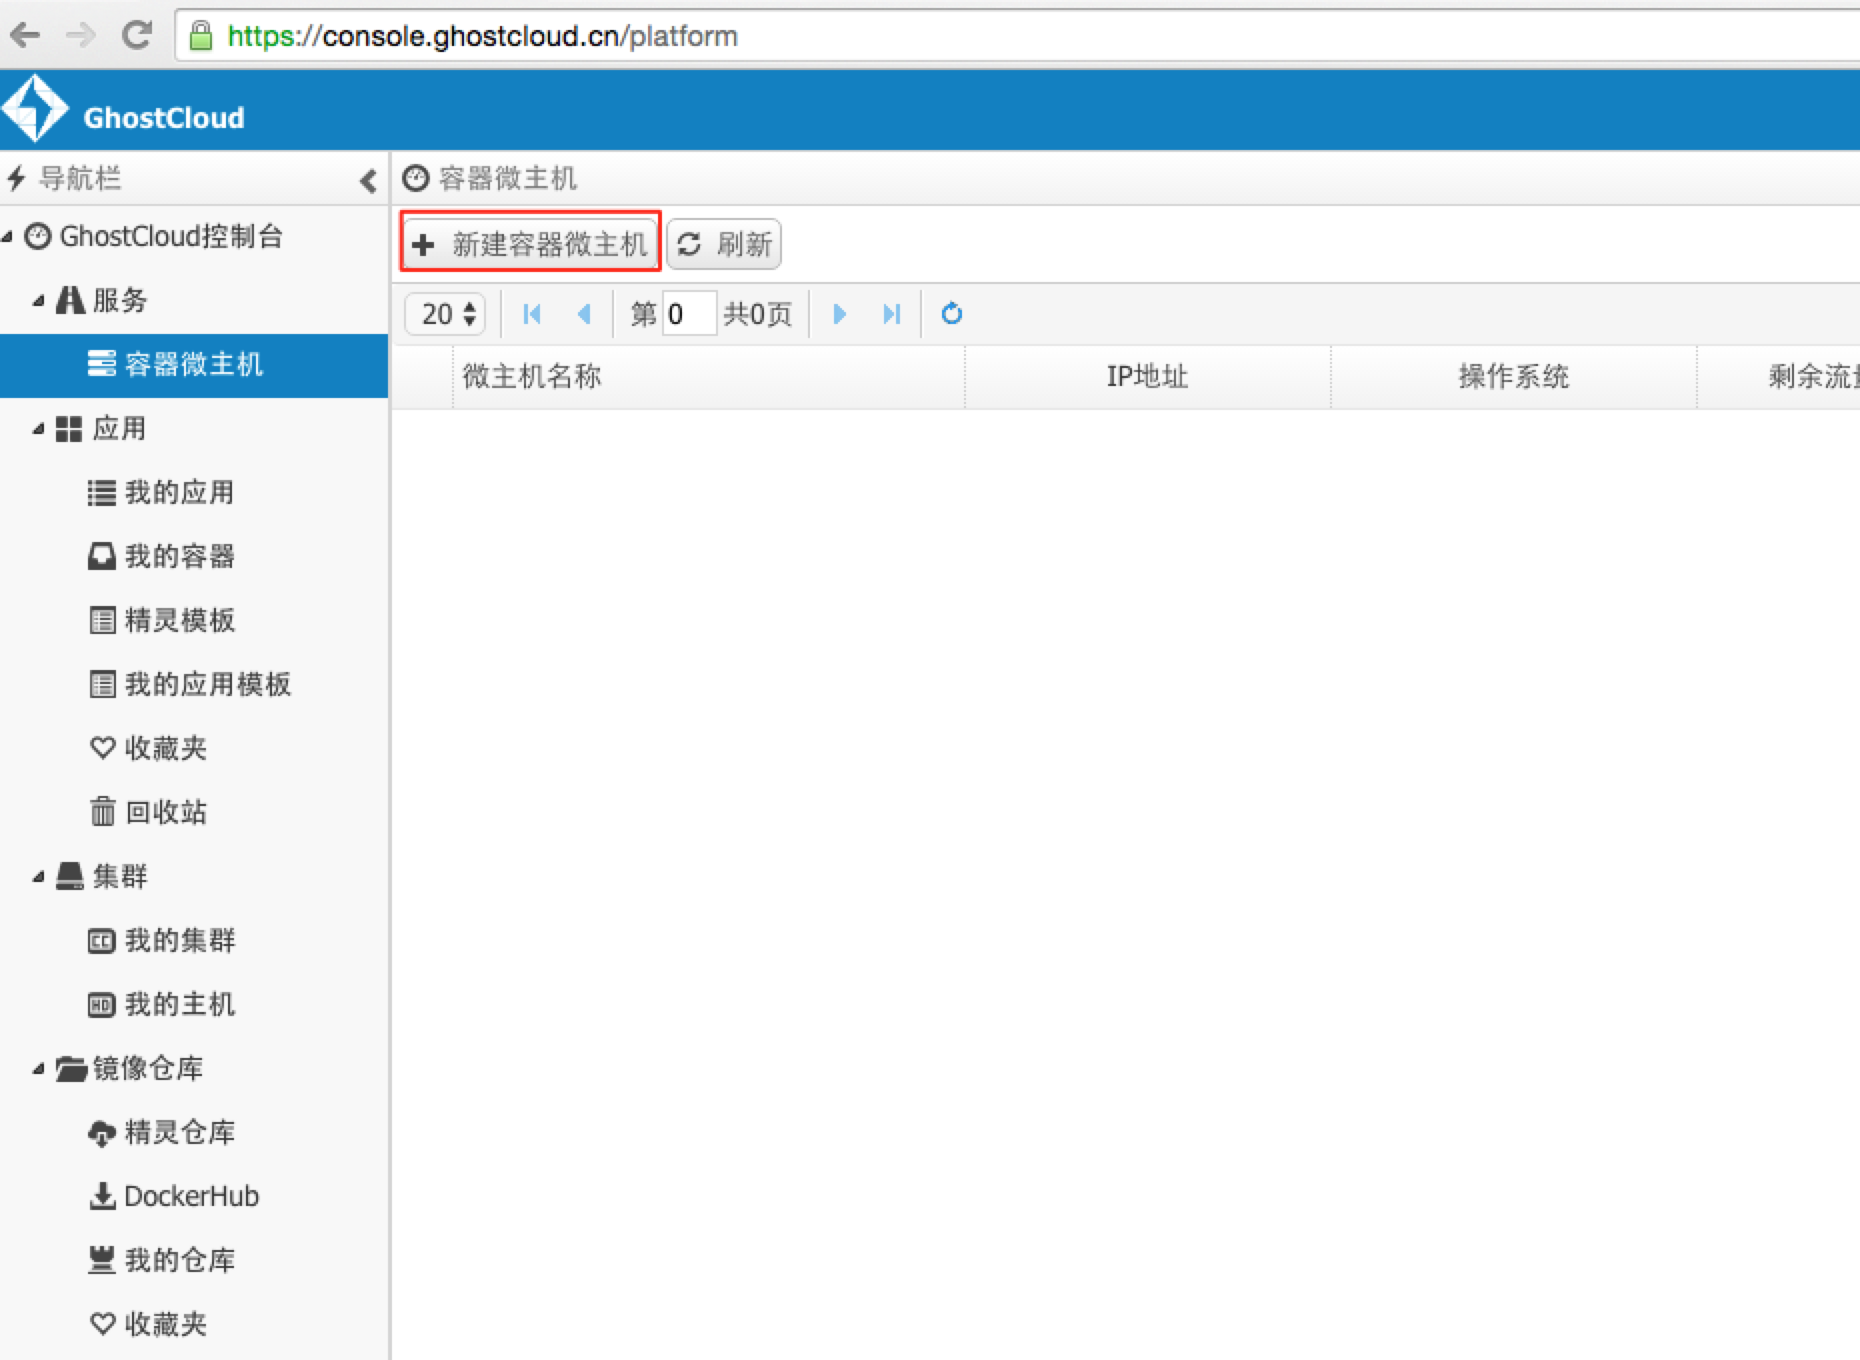 https://console.ghostcloud.cn/platform
GhostCloud
导航栏
容器微主机
GhostCloud控制台
服务
容器微主机
应用
我的应用
我的容器
精灵模板
我的应用模板
收藏夹
回收站
集群
我的集群
我的主机
镜像仓库
精灵仓库
DockerHub
我的仓库
收藏夹
新建容器微主机 刷新
20 第 0 共0页
微主机名称 IP地址 操作系统 剩余流